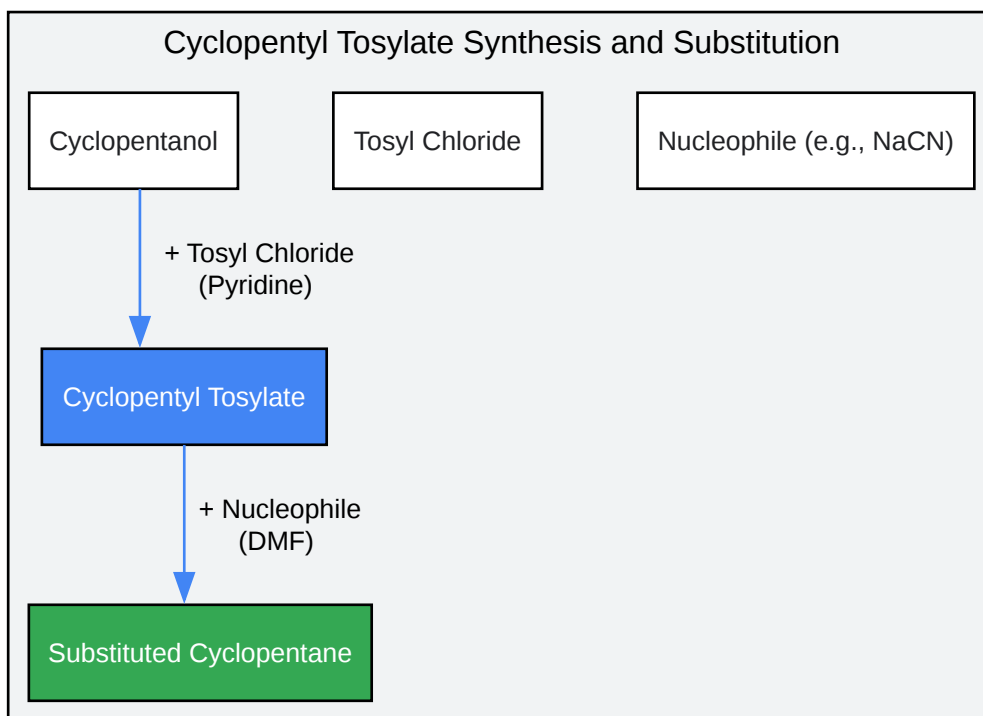 Cyclopentyl Tosylate Synthesis and Substitution
Cyclopentanol
Tosyl Chloride
Nucleophile (e.g., NaCN)
+ Tosyl Chloride
(Pyridine)
Cyclopentyl Tosylate
+ Nucleophile
(DMF)
Substituted Cyclopentane